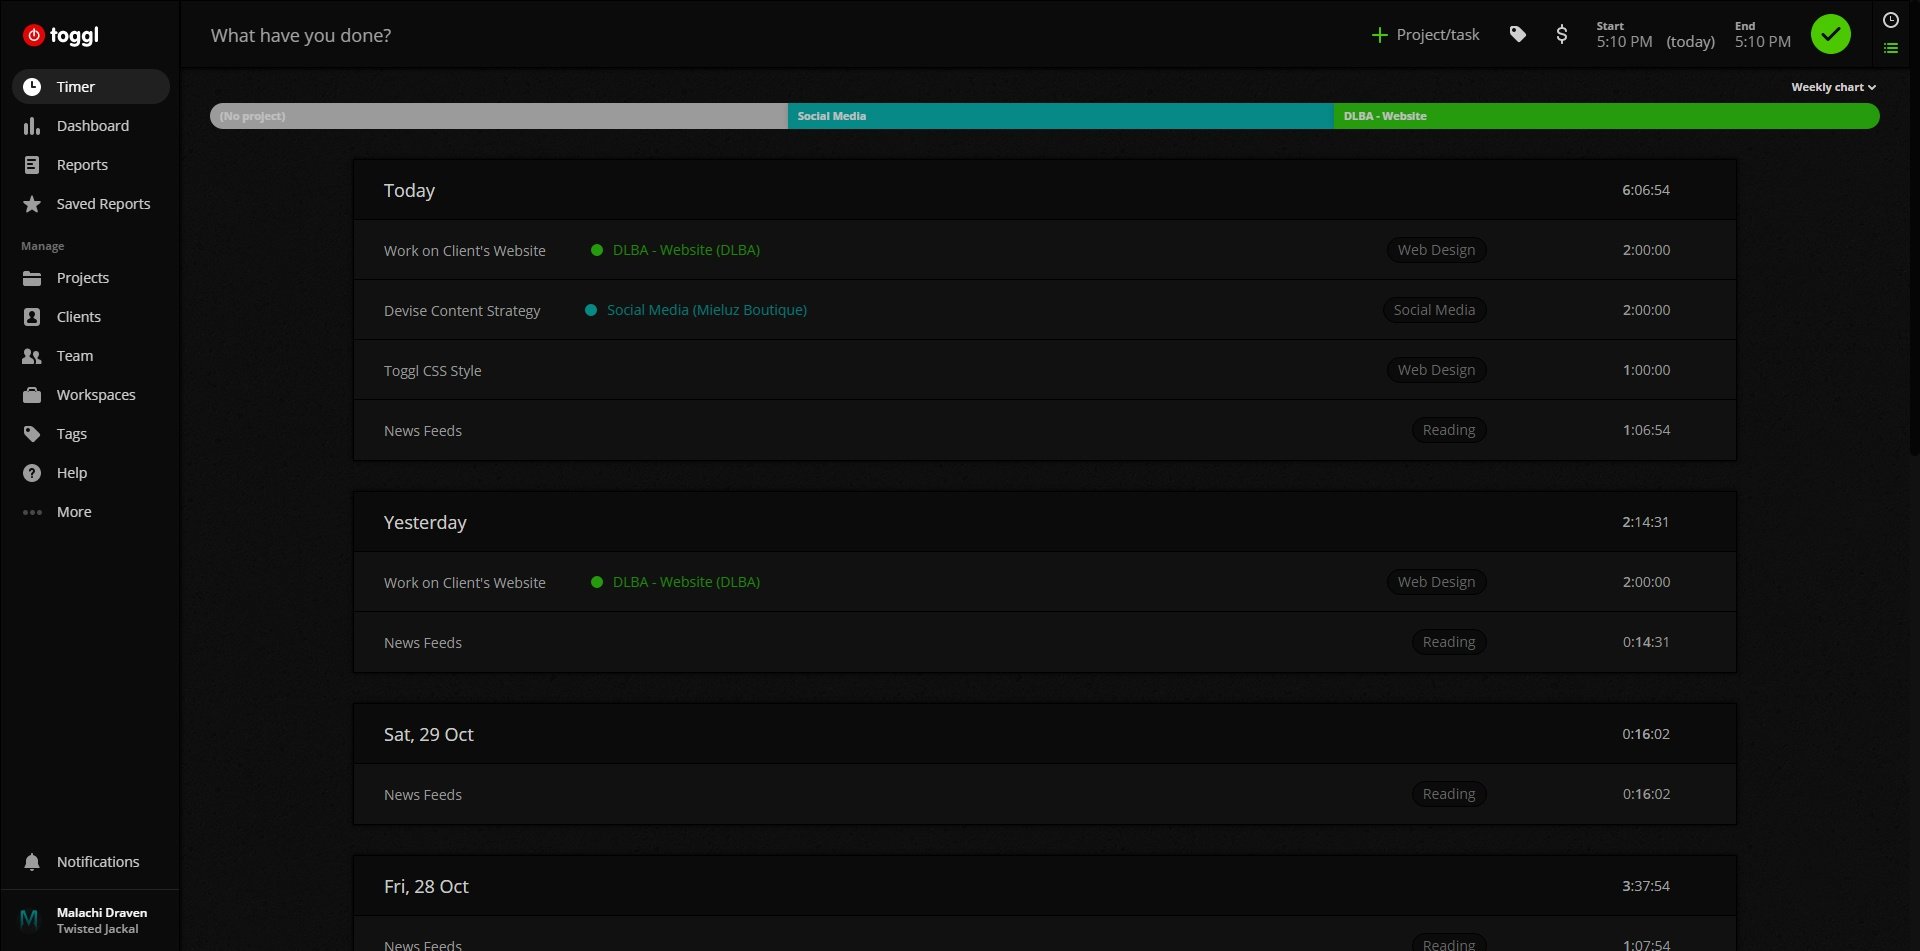 toggl
What have you done?
Project/task
$
Start
5:10 PM
(today)
End
5:10 PM
Timer
Dashboard
Reports
Saved Reports
Manage
Projects
Clients
Team
Workspaces
Tags
Help
More
Notifications
Malachi Draven
Twisted Jackal
Weekly chart
(No project)
Social Media
DLBA - Website
Today 6:06:54
Work on Client's Website DLBA - Website (DLBA) Web Design 2:00:00
Devise Content Strategy Social Media (Mieluz Boutique) Social Media 2:00:00
Toggl CSS Style Web Design 1:00:00
News Feeds Reading 1:06:54
Yesterday 2:14:31
Work on Client's Website DLBA - Website (DLBA) Web Design 2:00:00
News Feeds Reading 0:14:31
Sat, 29 Oct 0:16:02
News Feeds Reading 0:16:02
Fri, 28 Oct 3:37:54
News Feeds Reading 1:07:54